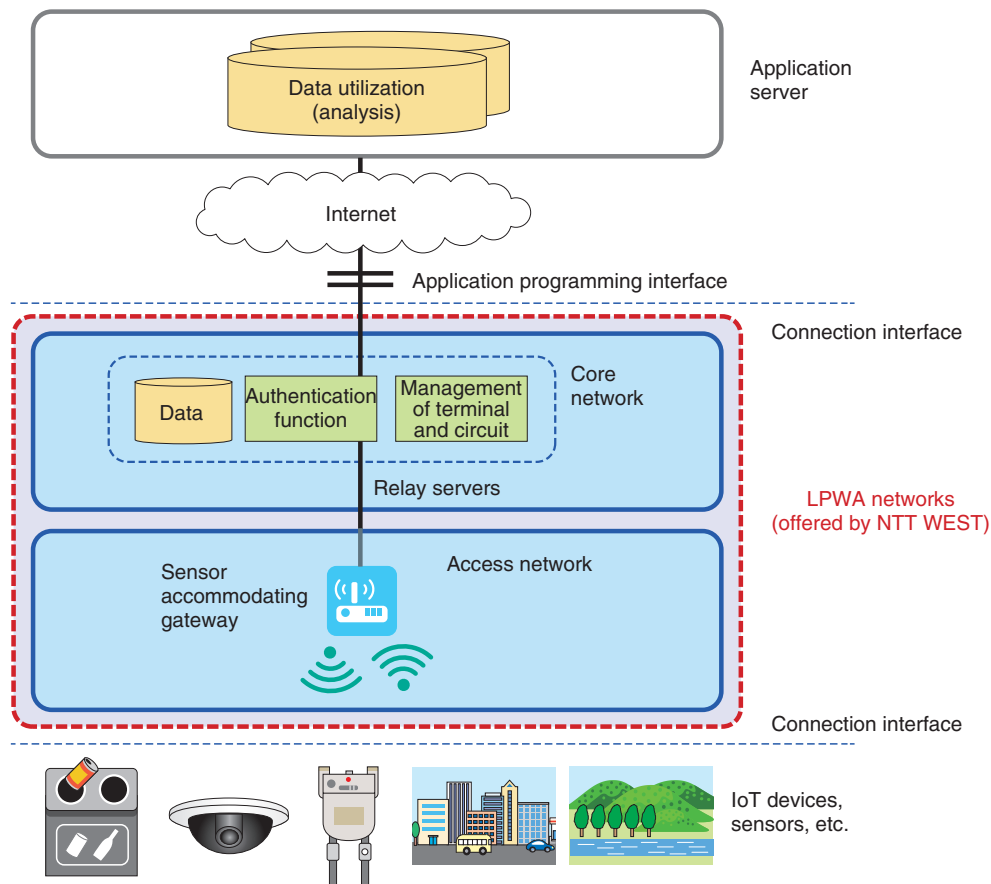 Data utilization
(analysis)
Application
server
Internet
Application programming interface
Connection interface
Core
network
Data
Authentication
function
Management
of terminal
and circuit
Relay servers
LPWA networks
(offered by NTT WEST)
Access network
Sensor
accommodating
gateway
Connection interface
IoT devices,
sensors, etc.